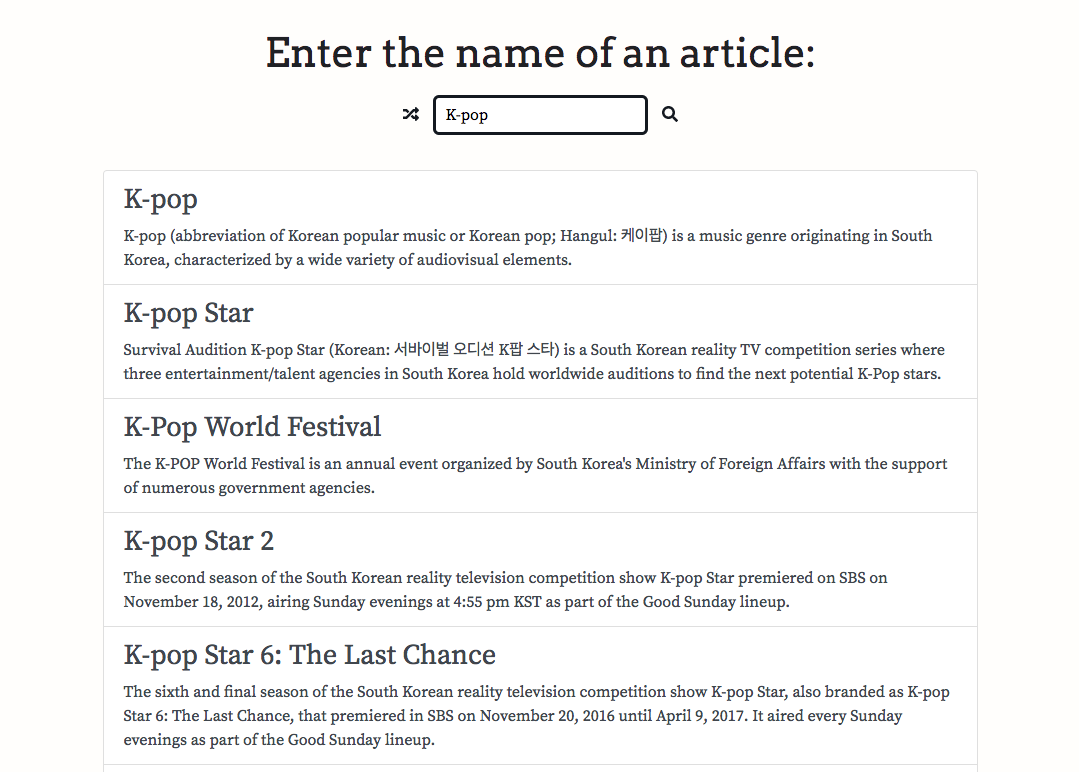 Enter the name of an article:
K-pop
K-pop
K-pop (abbreviation of Korean popular music or Korean pop; Hangul: 케이팝) is a music genre originating in South
Korea, characterized by a wide variety of audiovisual elements.
K-pop Star
Survival Audition K-pop Star (Korean: 서바이벌 오디션 K팝 스타) is a South Korean reality TV competition series where
three entertainment/talent agencies in South Korea hold worldwide auditions to find the next potential K-Pop stars.
K-Pop World Festival
The K-POP World Festival is an annual event organized by South Korea's Ministry of Foreign Affairs with the support
of numerous government agencies.
K-pop Star 2
The second season of the South Korean reality television competition show K-pop Star premiered on SBS on
November 18, 2012, airing Sunday evenings at 4:55 pm KST as part of the Good Sunday lineup.
K-pop Star 6: The Last Chance
The sixth and final season of the South Korean reality television competition show K-pop Star, also branded as K-pop
Star 6: The Last Chance, that premiered in SBS on November 20, 2016 until April 9, 2017. It aired every Sunday
evenings as part of the Good Sunday lineup.